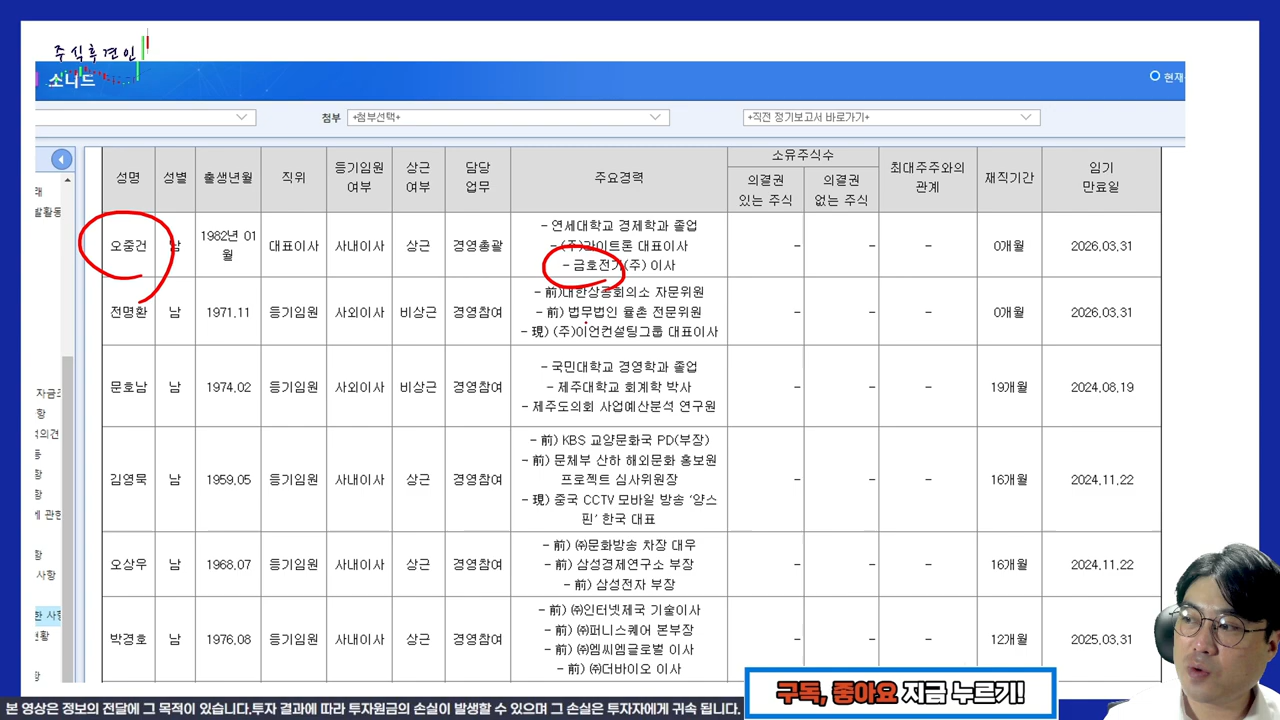 주식후견인
소니드
현재
첨부
+첨부선택+
+직전 정기보고서 바로가기+
성명 성별 출생년월 직위 등기임원 여부 상근 여부 담당 업무 주요경력 소유주식수 최대주주와의 관계 재직기간 임기 만료일
의결권 있는 주식 의결권 없는 주식
오중건 남 1982년 01월 대표이사 사내이사 상근 경영총괄
- 연세대학교 경제학과 졸업
- (주)라이트론 대표이사
- 금호전기(주) 이사
- - - 0개월 2026.03.31
전명환 남 1971.11 등기임원 사외이사 비상근 경영참여
- 前)대한상공회의소 자문위원
- 前) 법무법인 율촌 전문위원
- 現) (주)이언컨설팅그룹 대표이사
- - - 0개월 2026.03.31
문호남 남 1974.02 등기임원 사외이사 비상근 경영참여
- 국민대학교 경영학과 졸업
- 제주대학교 회계학 박사
- 제주도의회 사업예산분석 연구원
- - - 19개월 2024.08.19
김영묵 남 1959.05 등기임원 사내이사 상근 경영참여
- 前) KBS 교양문화국 PD(부장)
- 前) 문체부 산하 해외문화 홍보원
프로젝트 심사위원장
- 現) 중국 CCTV 모바일 방송 '양스
핀' 한국 대표
- - - 16개월 2024.11.22
오상우 남 1968.07 등기임원 사내이사 상근 경영참여
- 前) ㈜문화방송 차장 대우
- 前) 삼성경제연구소 부장
- 前) 삼성전자 부장
- - - 16개월 2024.11.22
박경호 남 1976.08 등기임원 사내이사 상근 경영참여
- 前) ㈜인터넷제국 기술이사
- 前) ㈜퍼니스퀘어 본부장
- 前) ㈜엠씨엠글로벌 이사
- 前) ㈜더바이오 이사
- - - 12개월 2025.03.31
구독, 좋아요 지금 누르기!
본 영상은 정보의 전달에 그 목적이 있습니다.투자 결과에 따라 투자원금의 손실이 발생할 수 있으며 그 손실은 투자자에게 귀속 됩니다.